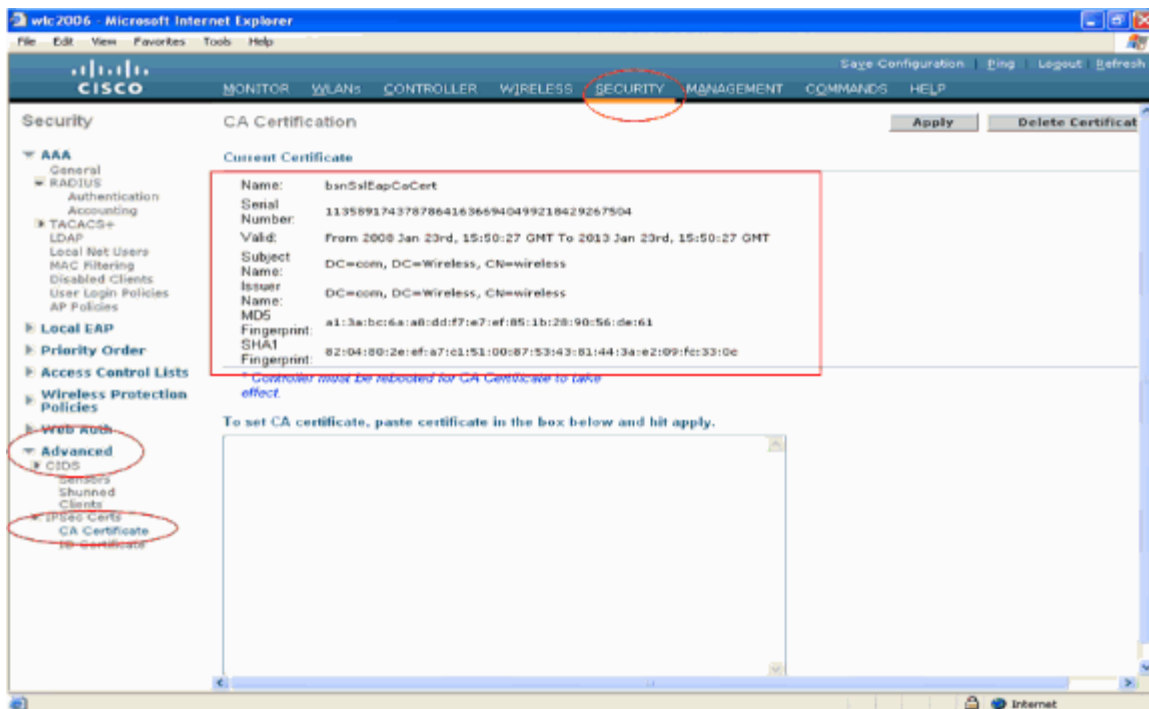 wlc2006 - Microsoft Internet Explorer
File Edit View Favorites Tools Help
Save Configuration Ping Logout Refresh
CISCO
MONITOR WLANs CONTROLLER WIRELESS SECURITY MANAGEMENT COMMANDS HELP
Security
AAA
General
RADIUS
Authentication
Accounting
TACACS+
LDAP
Local Net Users
MAC Filtering
Disabled Clients
User Login Policies
AP Policies
Local EAP
Priority Order
Access Control Lists
Wireless Protection
Policies
Web Auth
Advanced
CIDS
Sensors
Shunned
Clients
IPSec Certs
CA Certificate
ID Certificate
CA Certification
Apply
Delete Certificat
Current Certificate
Name: bsnSslEapCaCert
Serial
Number: 113589174378786416366940499218429267504
Valid: From 2008 Jan 23rd, 15:50:27 GMT To 2013 Jan 23rd, 15:50:27 GMT
Subject
Name: DC=com, DC=Wireless, CN=wireless
Issuer
Name: DC=com, DC=Wireless, CN=wireless
MD5
Fingerprint: a1:3a:bc:6a:a8:dd:f7:e7:ef:85:1b:28:90:56:de:61
SHA1
Fingerprint: 82:04:80:2e:ef:a7:c1:51:00:87:53:43:81:44:3a:e2:09:fc:33:0e
* Controller must be rebooted for CA Certificate to take
effect.
To set CA certificate, paste certificate in the box below and hit apply.
Internet